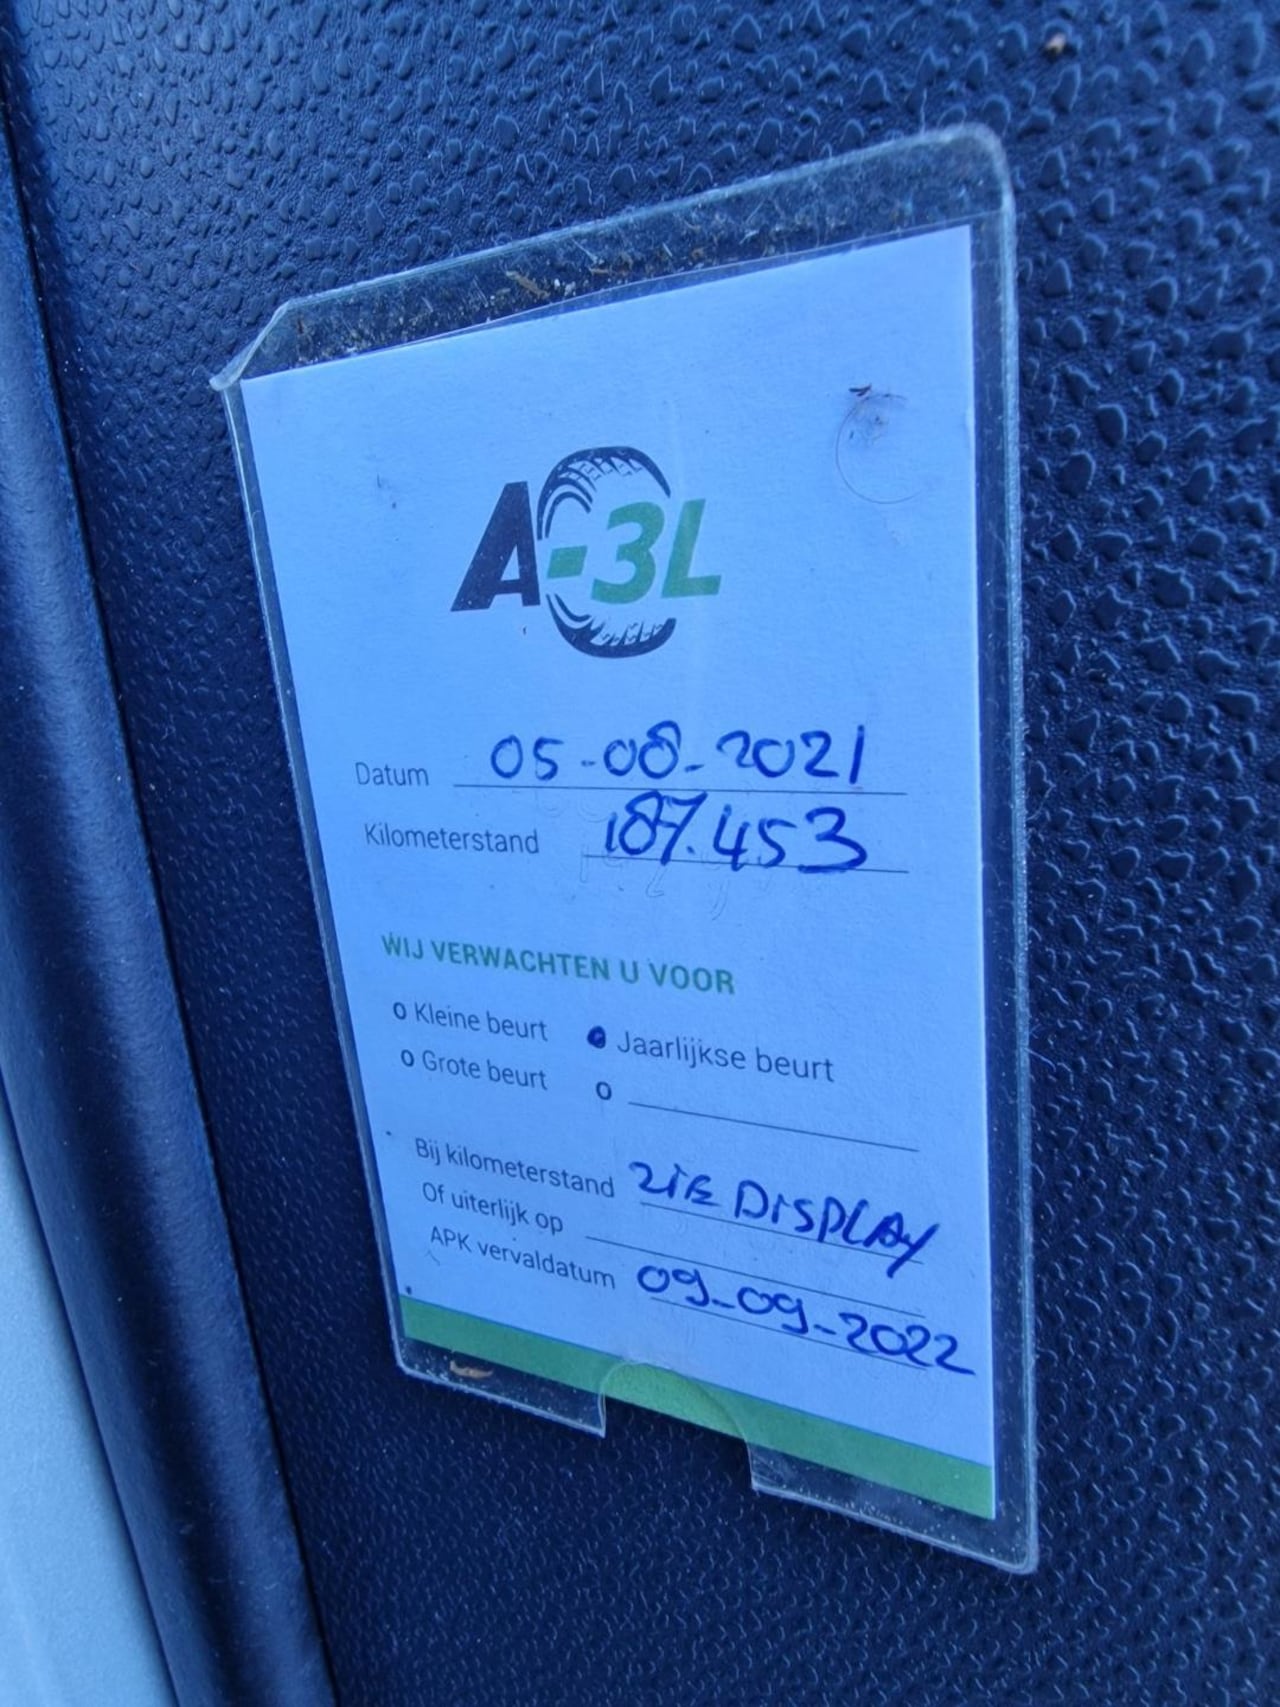 A-3L
Datum 05-08-2021
Kilometerstand 187.453
WIJ VERWACHTEN U VOOR
o Kleine beurt ● Jaarlijkse beurt
o Grote beurt o
Bij kilometerstand ZIE DISPLAY
Of uiterlijk op
APK vervaldatum 09-09-2022